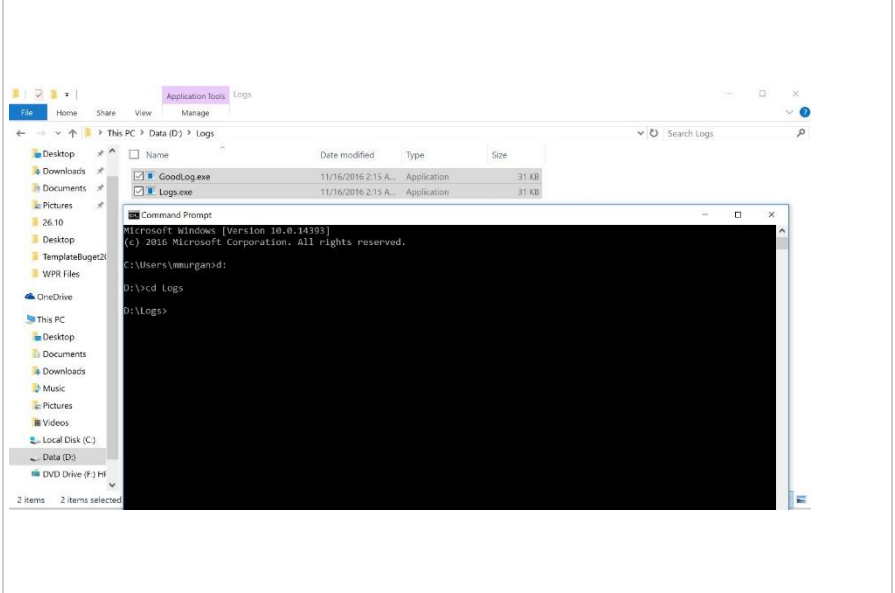 Application Tools Logs
File Home Share View Manage
This PC > Data (D:) > Logs
Search Logs
Name Date modified Type Size
GoodLog.exe 11/16/2016 2:15 A... Application 31 KB
Logs.exe 11/16/2016 2:15 A... Application 31 KB
Desktop
Downloads
Documents
Pictures
26.10
Desktop
TemplateBuget20
WPR Files
OneDrive
This PC
Desktop
Documents
Downloads
Music
Pictures
Videos
Local Disk (C:)
Data (D:)
DVD Drive (F:) HF
2 items 2 items selected
Command Prompt
Microsoft Windows [Version 10.0.14393]
(c) 2016 Microsoft Corporation. All rights reserved.
C:\Users\mmurgan>d:
D:\>cd Logs
D:\Logs>